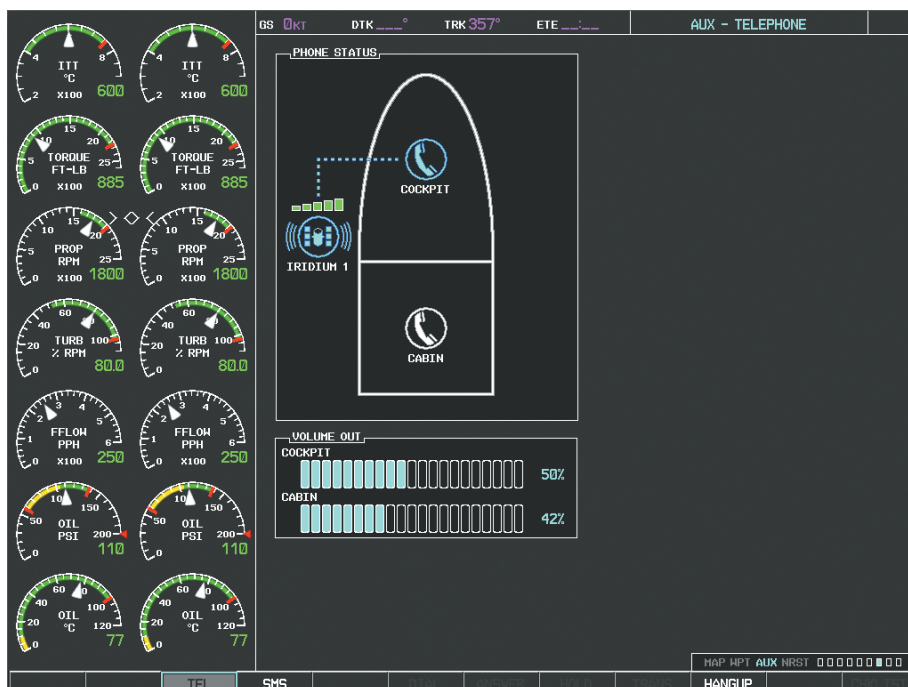 GS 0KT DTK ___° TRK 357° ETE __:__ AUX - TELEPHONE
PHONE STATUS
COCKPIT
IRIDIUM 1
CABIN
VOLUME OUT
COCKPIT
50%
CABIN
42%
4 8 4 8
ITT ITT
°C °C
2 X100 600 2 X100 600
10 15 20 10 15 20
5 TORQUE 25 5 TORQUE 25
FT-LB FT-LB
0 X100 885 0 X100 885
10 15 20 10 15 20
5 PROP 25 5 PROP 25
RPM RPM
0 X100 1800 0 X100 1800
40 60 100 40 60 100
20 TURB 20 TURB
% RPM % RPM
0 80.0 0 80.0
2 3 4 5 2 3 4 5
1 FFLOW 6 1 FFLOW 6
PPH PPH
0 X100 250 0 X100 250
50 10 150 50 10 150
OIL 200 OIL 200
PSI PSI
0 110 0 110
40 60 0 100 40 60 0 100
20 OIL 120 20 OIL 120
°C °C
0 77 0 77
MAP WPT AUX NRST
TEL SMS DIAL ANSWER HOLD TRANS HANGUP CHKLIST